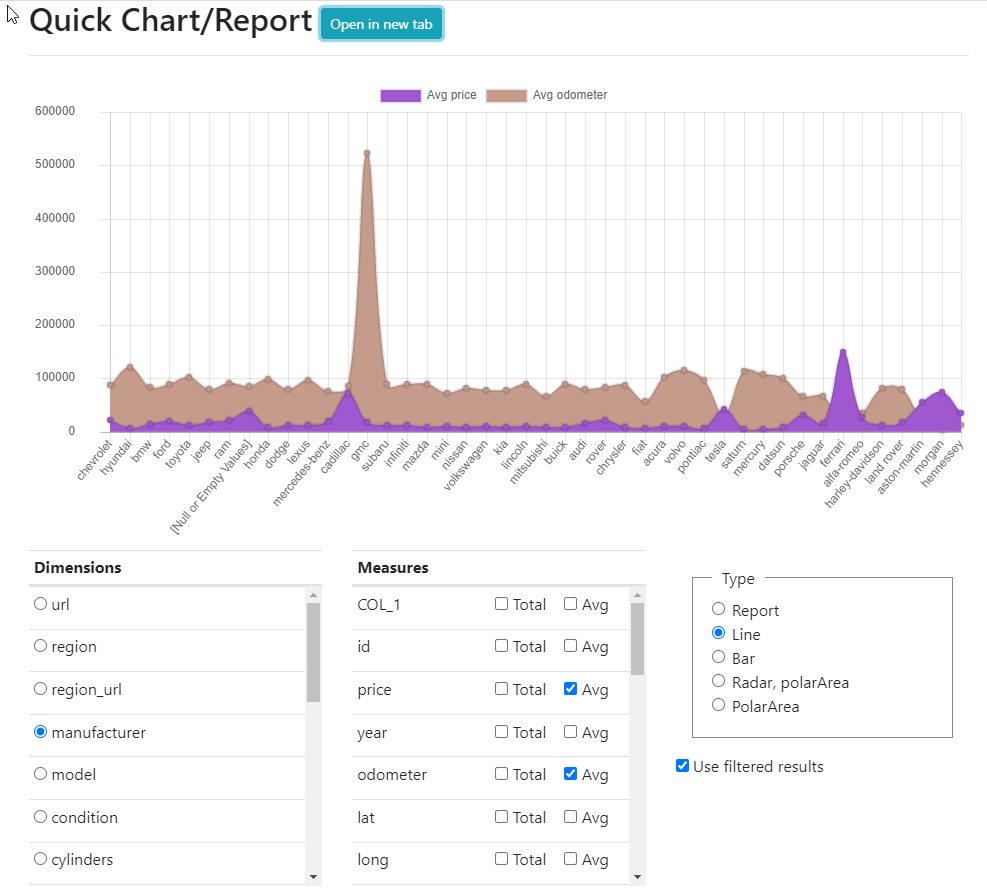 Quick Chart/Report Open in new tab
Avg price Avg odometer
600000
500000
400000
300000
200000
100000
0
chevrolet
hyundai
bmw
ford
toyota
jeep
ram
[Null or Empty Values]
honda
dodge
lexus
mercedes-benz
cadillac
gmc
subaru
infiniti
mazda
mini
nissan
volkswagen
kia
lincoln
mitsubishi
buick
audi
rover
chrysler
fiat
acura
volvo
pontiac
tesla
saturn
mercury
datsun
porsche
jaguar
ferrari
alfa-romeo
harley-davidson
land rover
aston-martin
morgan
hennessey
Dimensions
url
region
region_url
manufacturer
model
condition
cylinders
Measures
COL_1 Total Avg
id Total Avg
price Total Avg
year Total Avg
odometer Total Avg
lat Total Avg
long Total Avg
Type
Report
Line
Bar
Radar, polarArea
PolarArea
Use filtered results